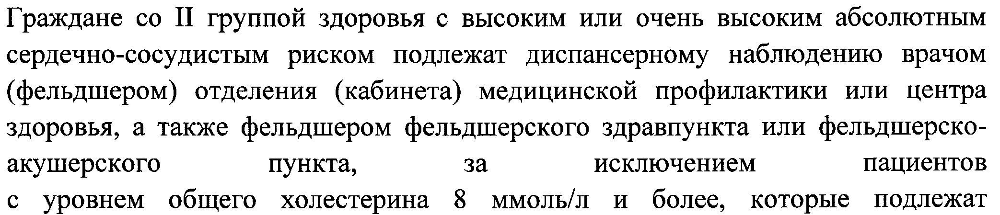 Граждане со II группой здоровья с высоким или очень высоким абсолютным
сердечно-сосудистым риском подлежат диспансерному наблюдению врачом
(фельдшером) отделения (кабинета) медицинской профилактики или центра
здоровья, а также фельдшером фельдшерского здравпункта или фельдшерско-
акушерского пункта, за исключением пациентов
с уровнем общего холестерина 8 ммоль/л и более, которые подлежат